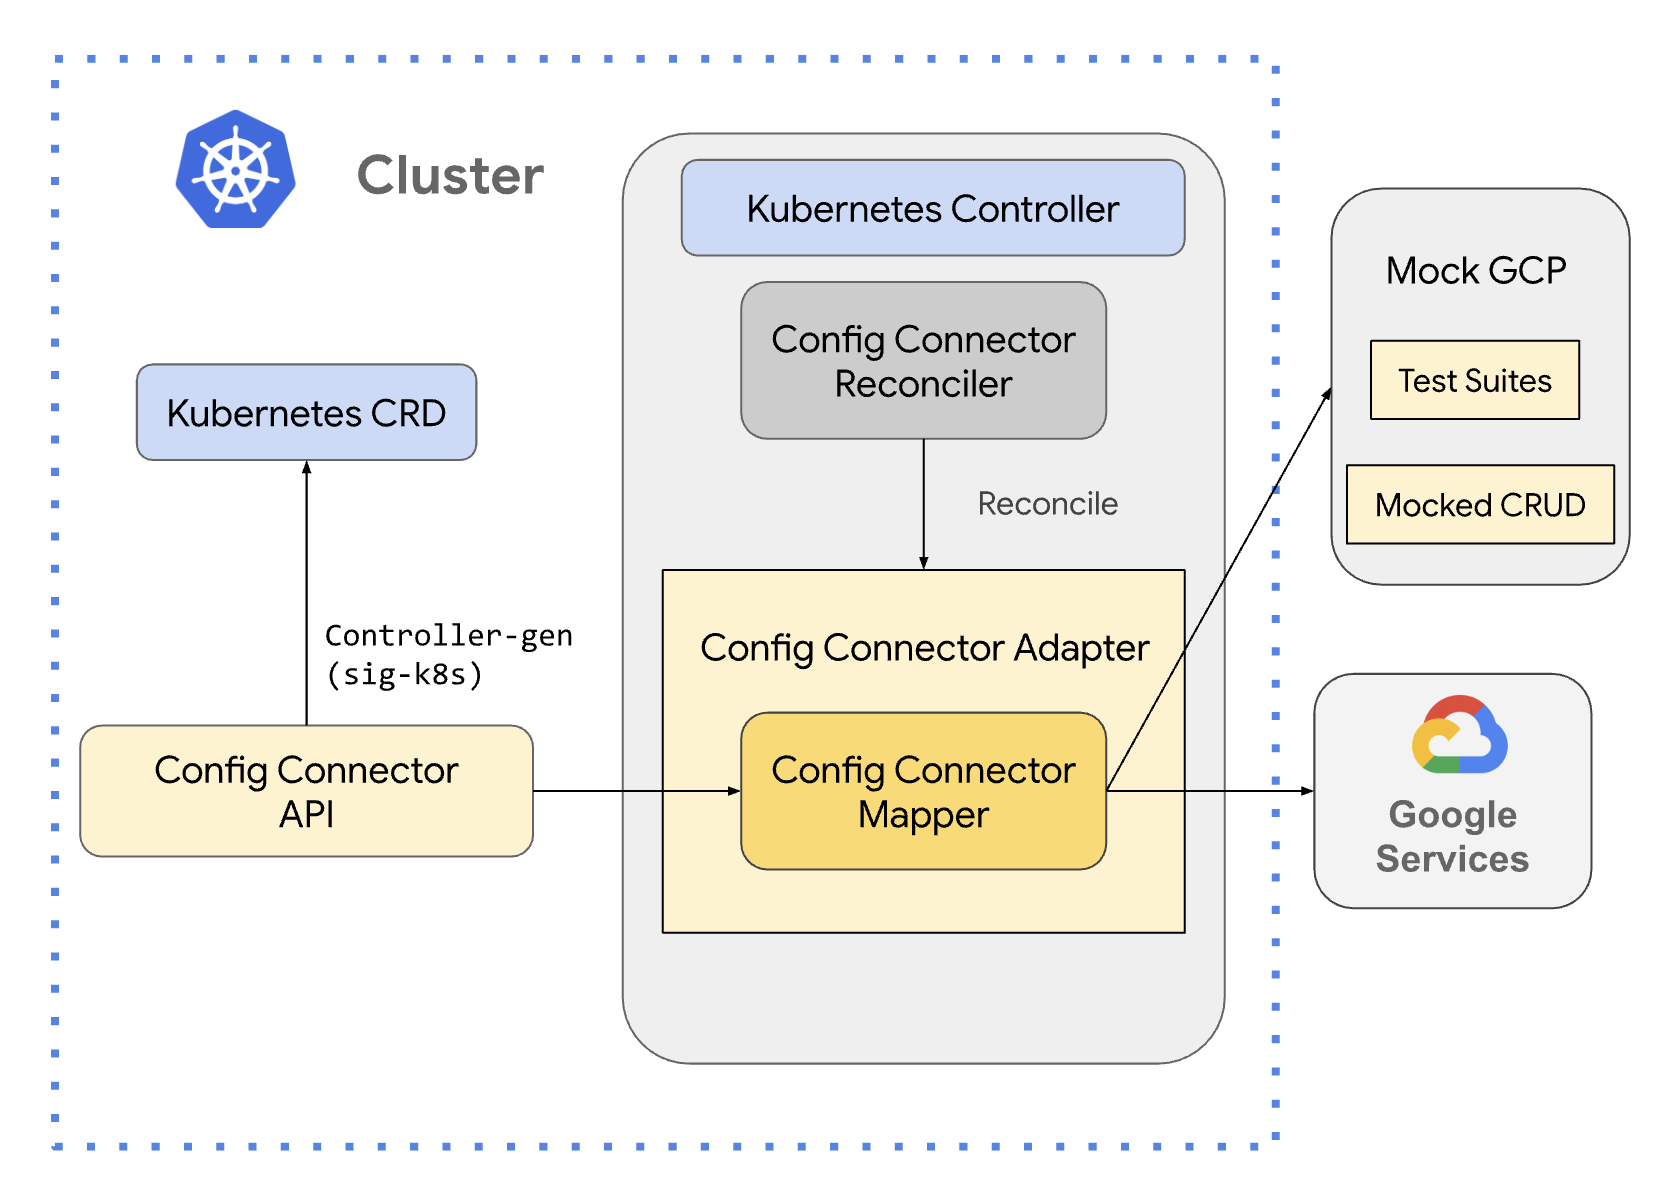 Cluster
Kubernetes Controller
Config Connector
Reconciler
Reconcile
Kubernetes CRD
Controller-gen
(sig-k8s)
Config Connector
API
Config Connector Adapter
Config Connector
Mapper
Mock GCP
Test Suites
Mocked CRUD
Google
Services